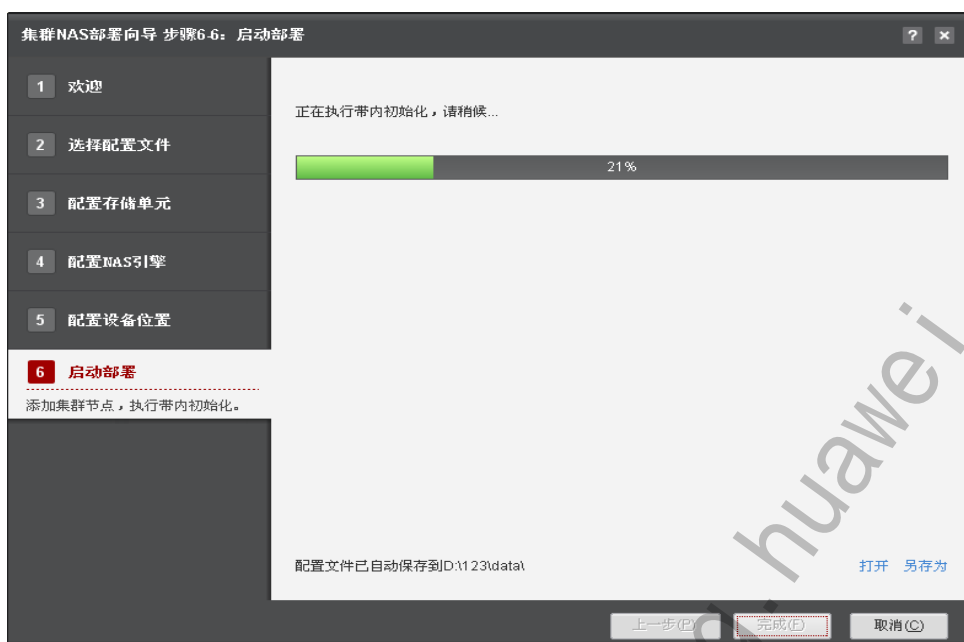 集群NAS部署向导 步骤6-6：启动部署
? ×
1 欢迎
2 选择配置文件
3 配置存储单元
4 配置NAS引擎
5 配置设备位置
6 启动部署
添加集群节点，执行带内初始化。
正在执行带内初始化，请稍候...
21%
配置文件已自动保存到D:\123\data\
打开 另存为
上一步(P) 完成(F) 取消(C)
d.huawei